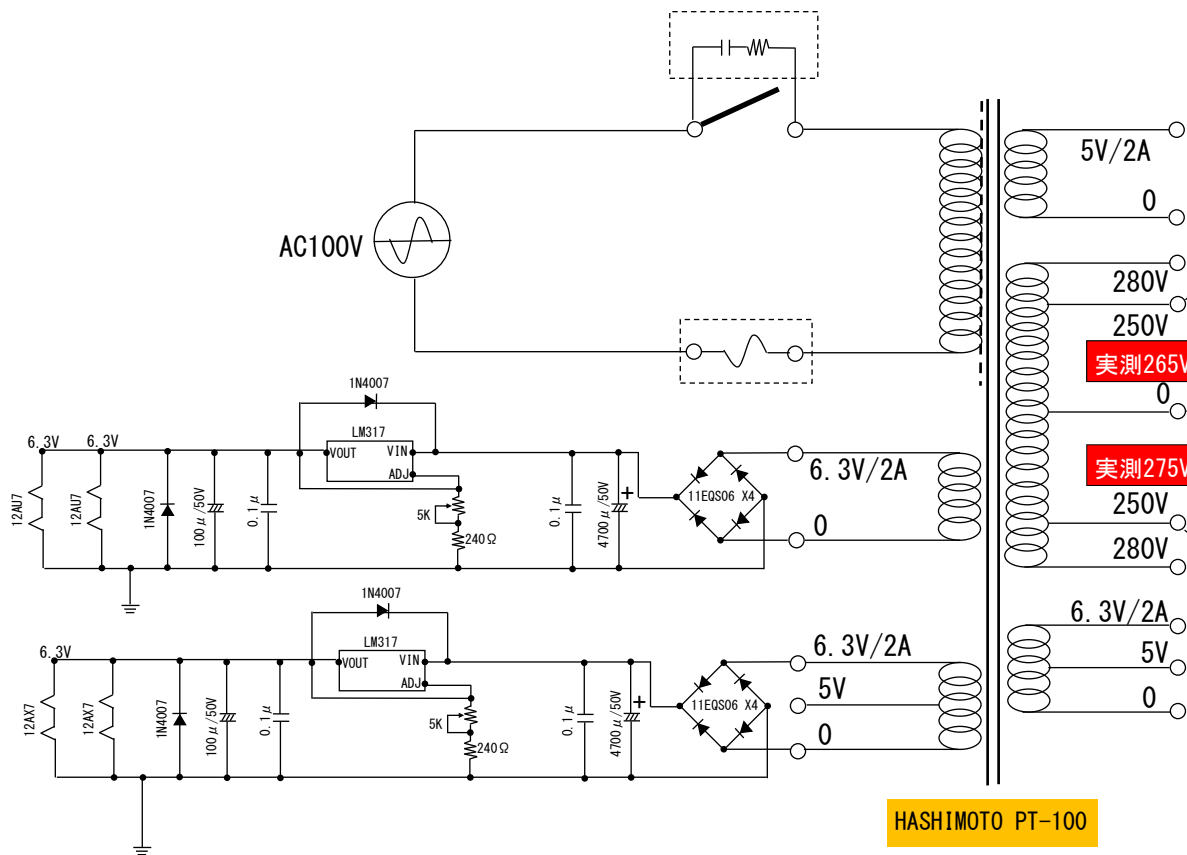 AC100V
5V/2A
0
280V
250V
実測265V
0
実測275V
250V
280V
6.3V/2A
5V
0
1N4007
LM317
VOUT
VIN
ADJ
6.3V
6.3V
12AU7
12AU7
1N4007
100μ/50V
0.1μ
5K
240Ω
0.1μ
4700μ/50V
+
11EQS06 X4
6.3V/2A
0
1N4007
LM317
VOUT
VIN
ADJ
6.3V
12AX7
12AX7
1N4007
100μ/50V
0.1μ
5K
240Ω
0.1μ
4700μ/50V
+
11EQS06 X4
6.3V/2A
5V
0
HASHIMOTO PT-100